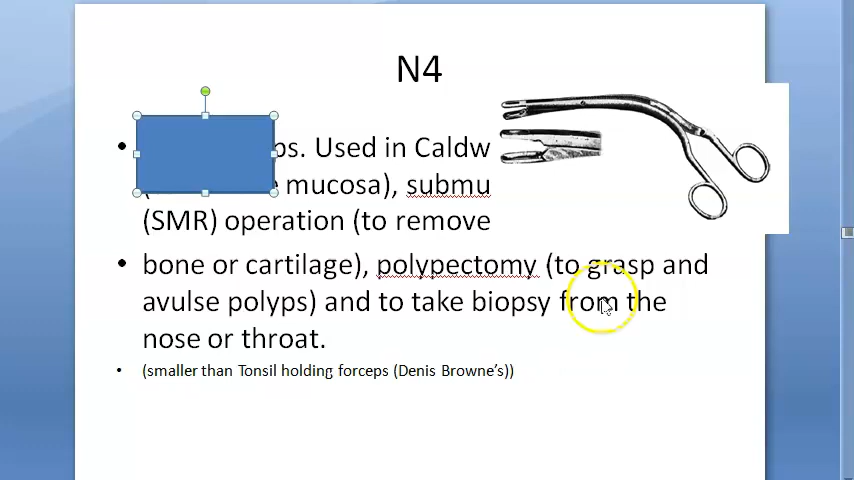 N4
• ps. Used in Caldw
mucosa), submu
(SMR) operation (to remove
• bone or cartilage), polypectomy (to grasp and
avulse polyps) and to take biopsy from the
nose or throat.
• (smaller than Tonsil holding forceps (Denis Browne’s))